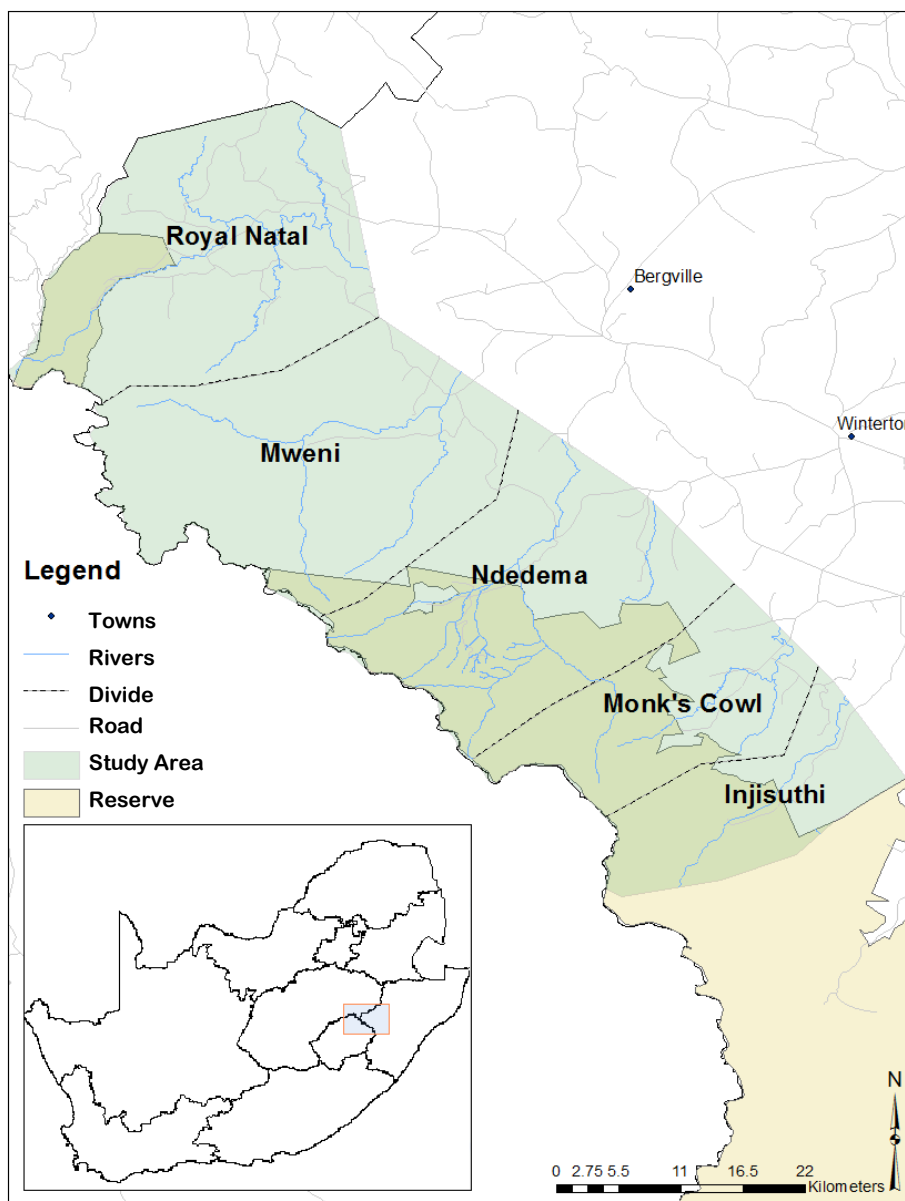 Royal Natal
Bergville
Winterton
Mweni
Ndedema
Monk's Cowl
Injisuthi
Legend
Towns
Rivers
Divide
Road
Study Area
Reserve
N
0 2.75 5.5 11 16.5 22
Kilometers